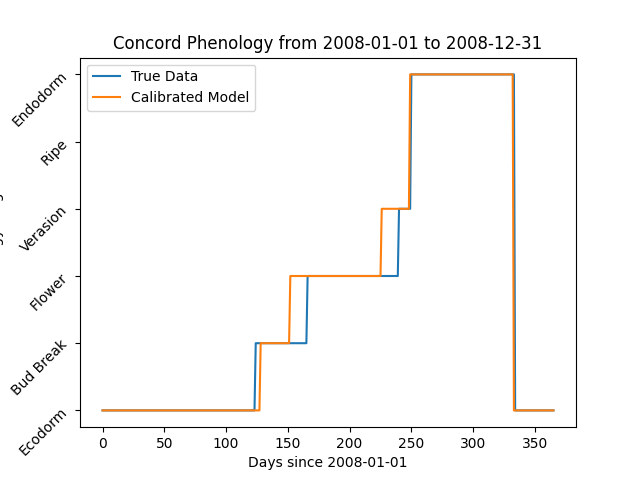 Concord Phenology from 2008-01-01 to 2008-12-31
True Data
Calibrated Model
Endodorm
Ripe
Verasion
Flower
Bud Break
Ecodorm
0 50 100 150 200 250 300 350
Days since 2008-01-01